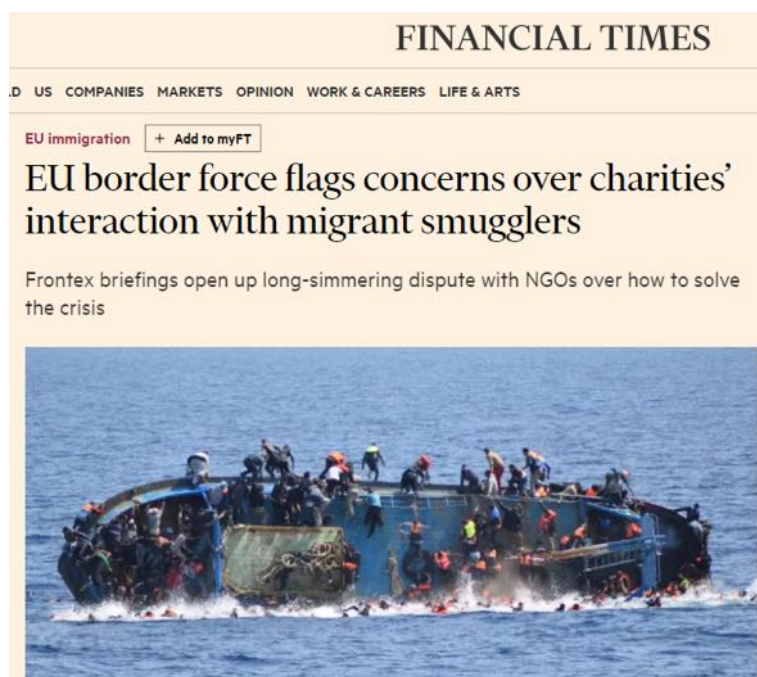 FINANCIAL TIMES
US COMPANIES MARKETS OPINION WORK & CAREERS LIFE & ARTS
EU immigration + Add to myFT
EU border force flags concerns over charities’
interaction with migrant smugglers
Frontex briefings open up long-simmering dispute with NGOs over how to solve
the crisis